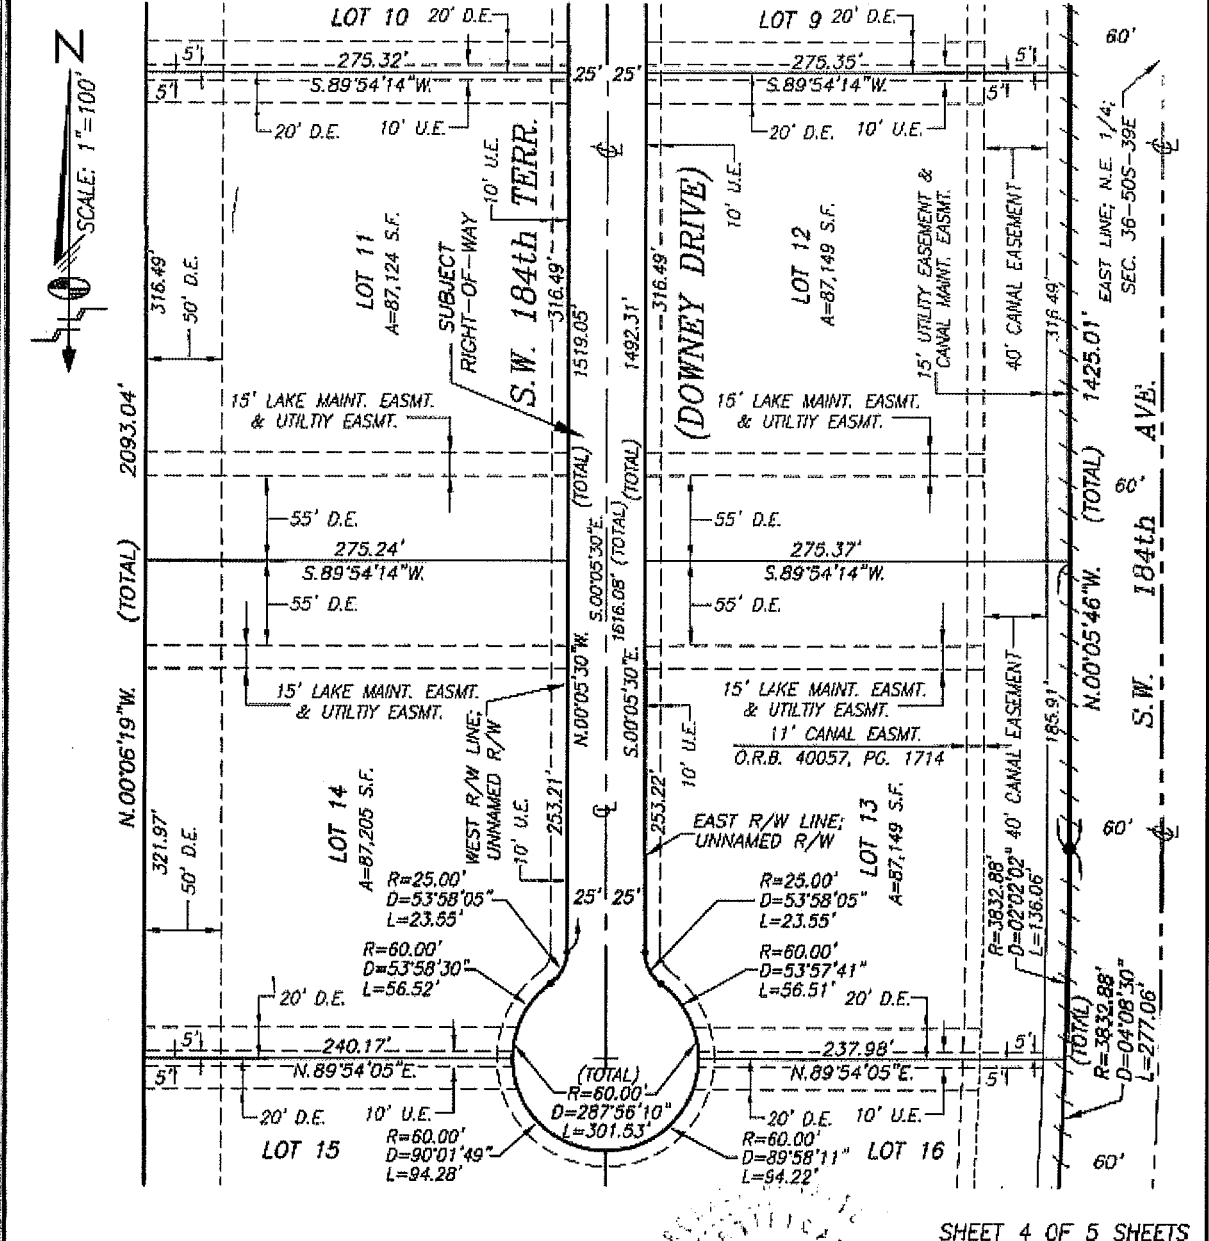 LOT 10 20' D.E.
LOT 9 20' D.E.
60'
5'
275.32'
S.89°54'14"W.
5'
25' 25'
275.35'
S.89°54'14"W.
5'
5'
20' D.E. 10' U.E.
20' D.E. 10' U.E.
N
SCALE: 1"=100'
10' U.E.
S.W. 184th TERR.
(DOWNEY DRIVE)
10' U.E.
EAST LINE; N.E. 1/4;
SEC. 36-50S-39E
316.49'
50' D.E.
LOT 11
A=87,124 S.F.
SUBJECT
RIGHT-OF-WAY
316.49'
1519.05'
(TOTAL)
1492.31'
(TOTAL)
316.49'
LOT 12
A=87,149 S.F.
15' UTILITY EASEMENT &
CANAL MAINT. EASMT.
40' CANAL EASEMENT
316.49'
1425.01'
(TOTAL)
N.00°05'46"W.
S.W. 184th AVE.
60'
2093.04'
(TOTAL)
N.00°06'19"W.
15' LAKE MAINT. EASMT.
& UTILTIY EASMT.
15' LAKE MAINT. EASMT.
& UTILTIY EASMT.
55' D.E.
275.24'
S.89°54'14"W.
55' D.E.
55' D.E.
275.37'
S.89°54'14"W.
55' D.E.
S.00°05'30"E.
1616.08' (TOTAL)
N.00°05'30"W.
S.00°05'30"E.
15' LAKE MAINT. EASMT.
& UTILTIY EASMT.
15' LAKE MAINT. EASMT.
& UTILTIY EASMT.
11' CANAL EASMT.
O.R.B. 40057, PG. 1714
WEST R/W LINE;
UNNAMED R/W
10' U.E.
253.21'
253.22'
10' U.E.
EAST R/W LINE;
UNNAMED R/W
40' CANAL EASEMENT
185.91'
60'
321.97'
50' D.E.
LOT 14
A=87,205 S.F.
LOT 13
A=87,149 S.F.
R=25.00'
D=53°58'05"
L=23.55'
25' 25'
R=25.00'
D=53°58'05"
L=23.55'
R=3832.88'
D=02°02'02"
L=136.06'
R=60.00'
D=53°58'30"
L=56.52'
R=60.00'
D=53°57'41"
L=56.51'
20' D.E.
20' D.E.
5'
240.17'
N.89°54'05"E.
5'
237.98'
N.89°54'05"E.
5'
5'
(TOTAL)
R=60.00'
D=287°56'10"
L=301.53'
(TOTAL)
R=3832.88'
D=04°08'30"
L=277.06'
20' D.E. 10' U.E.
20' D.E. 10' U.E.
LOT 15
R=60.00'
D=90°01'49"
L=94.28'
R=60.00'
D=89°58'11"
L=94.22'
LOT 16
60'
SHEET 4 OF 5 SHEETS